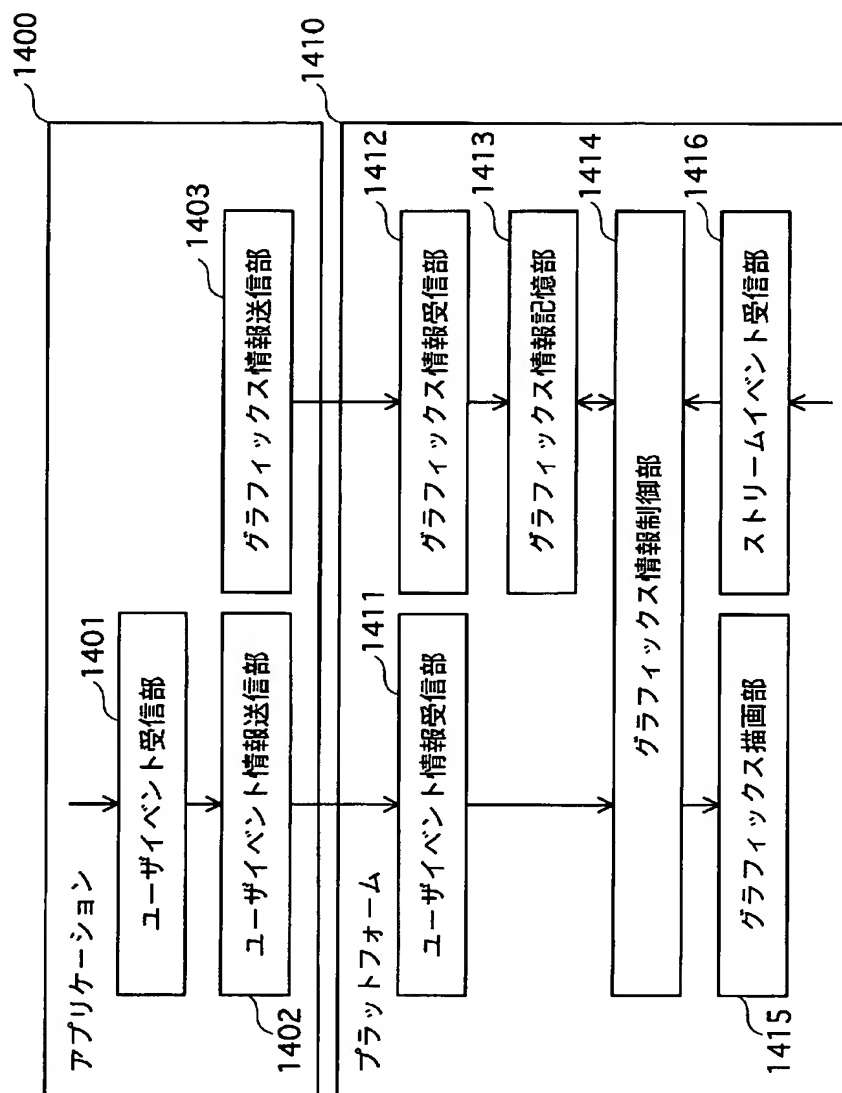 1400
アプリケーション
1401
ユーザイベント受信部
1402
ユーザイベント情報送信部
1403
グラフィックス情報送信部
1410
プラットフォーム
1411
ユーザイベント情報受信部
1412
グラフィックス情報受信部
1413
グラフィックス情報記憶部
1414
グラフィックス情報制御部
1415
グラフィックス描画部
1416
ストリームイベント受信部